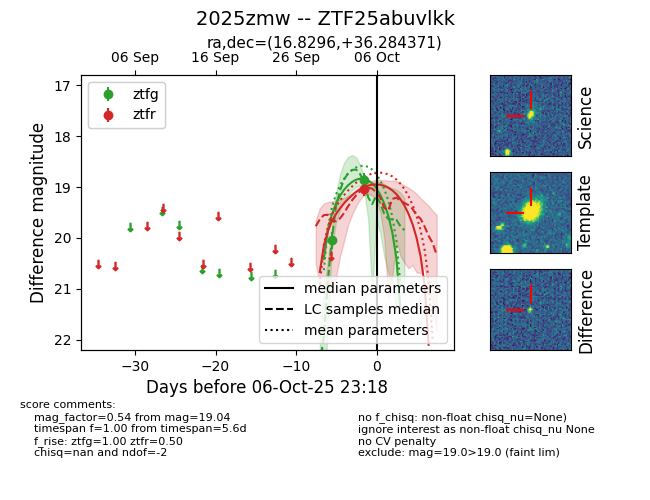 2025zmw -- ZTF25abuvlkk
ra,dec=(16.8296,+36.284371)
06 Sep 16 Sep 26 Sep 06 Oct
ztfg
ztfr
17
18
19
20
21
22
Difference magnitude
median parameters
LC samples median
mean parameters
−30 −20 −10 0
Days before 06-Oct-25 23:18
Science
Template
Difference
score comments:
mag_factor=0.54 from mag=19.04
timespan f=1.00 from timespan=5.6d
f_rise: ztfg=1.00 ztfr=0.50
chisq=nan and ndof=-2
no f_chisq: non-float chisq_nu=None)
ignore interest as non-float chisq_nu None
no CV penalty
exclude: mag=19.0>19.0 (faint lim)